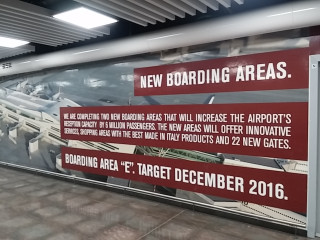 NEW BOARDING AREAS.
WE ARE COMPLETING TWO NEW BOARDING AREAS THAT WILL INCREASE THE AIRPORT'S
RECEPTION CAPACITY BY 6 MILLION PASSENGERS. THE NEW AREAS WILL OFFER INNOVATIVE
SERVICES, SHOPPING AREAS WITH THE BEST MADE IN ITALY PRODUCTS AND 22 NEW GATES.
BOARDING AREA "E". TARGET DECEMBER 2016.